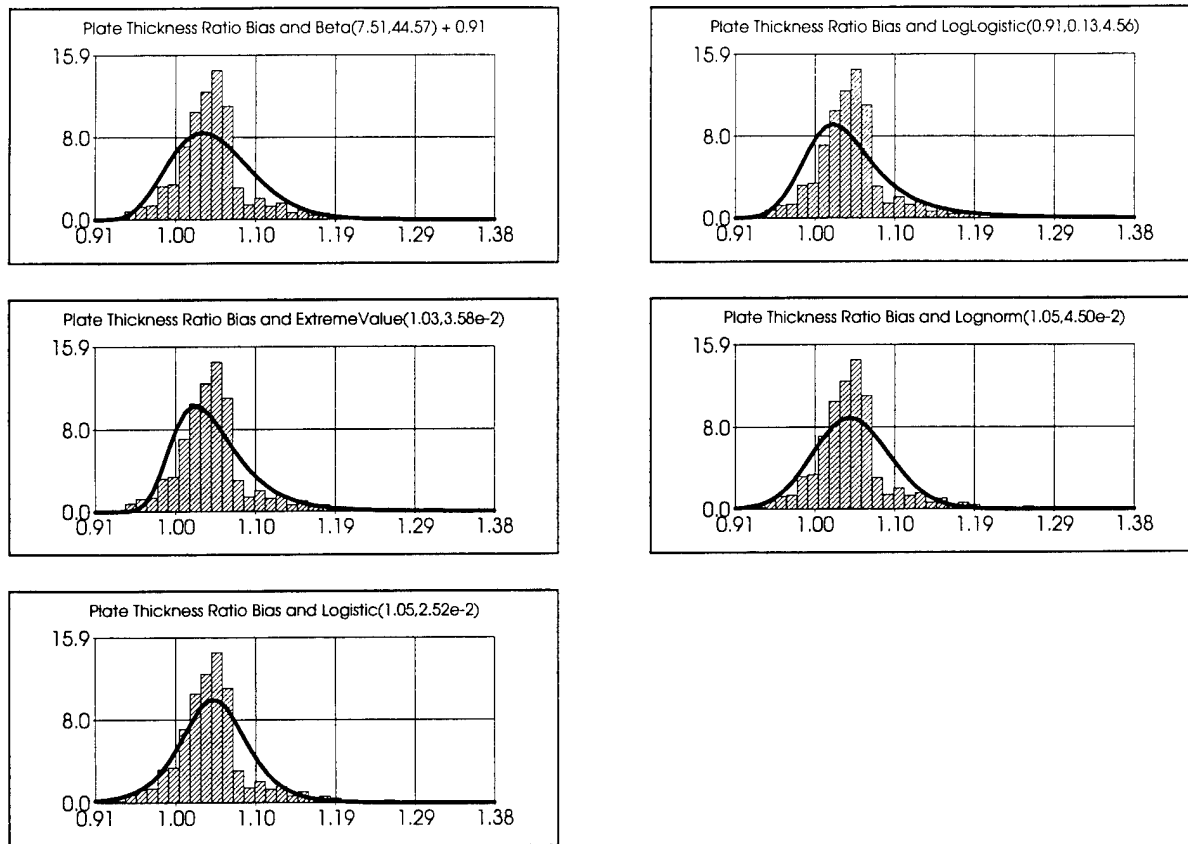 Plate Thickness Ratio Bias and Beta(7.51,44.57) + 0.91
15.9
8.0
0.0
0.91 1.00 1.10 1.19 1.29 1.38
Plate Thickness Ratio Bias and LogLogistic(0.91,0.13,4.56)
15.9
8.0
0.0
0.91 1.00 1.10 1.19 1.29 1.38
Plate Thickness Ratio Bias and ExtremeValue(1.03,3.58e-2)
15.9
8.0
0.0
0.91 1.00 1.10 1.19 1.29 1.38
Plate Thickness Ratio Bias and Lognorm(1.05,4.50e-2)
15.9
8.0
0.0
0.91 1.00 1.10 1.19 1.29 1.38
Plate Thickness Ratio Bias and Logistic(1.05,2.52e-2)
15.9
8.0
0.0
0.91 1.00 1.10 1.19 1.29 1.38